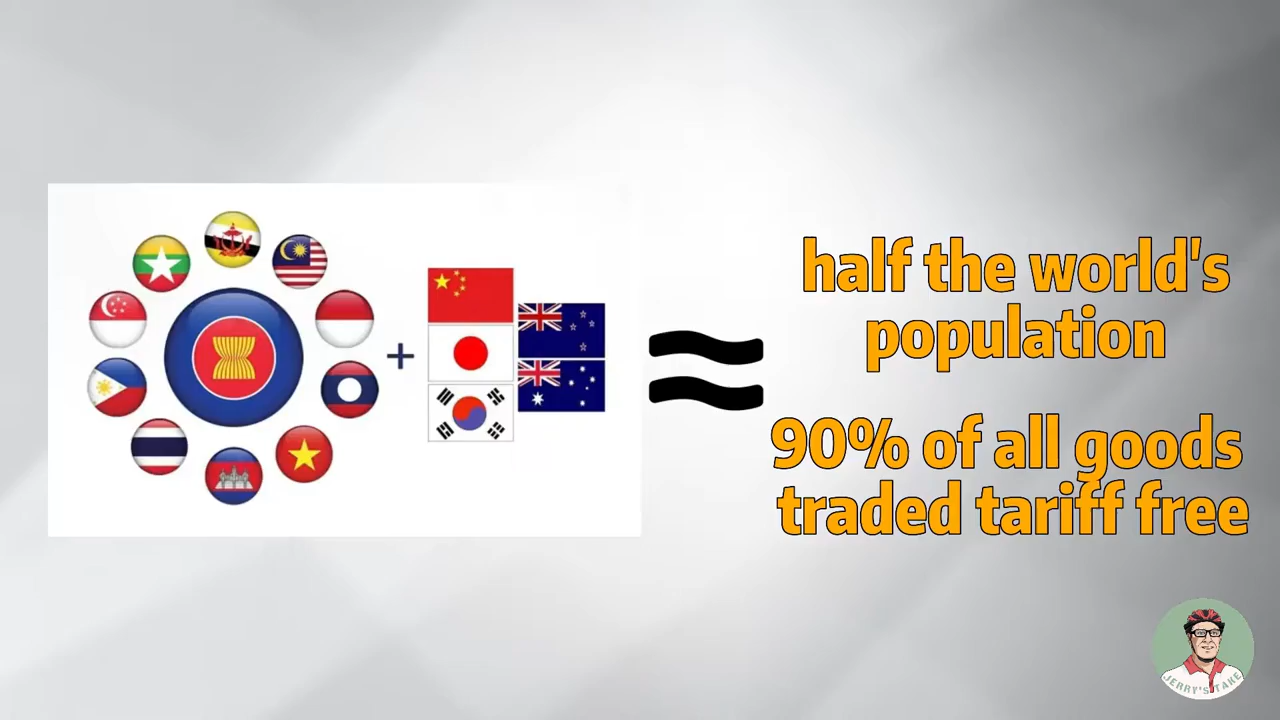 half the world's
population
90% of all goods
traded tariff free
JERRY'S TAKE